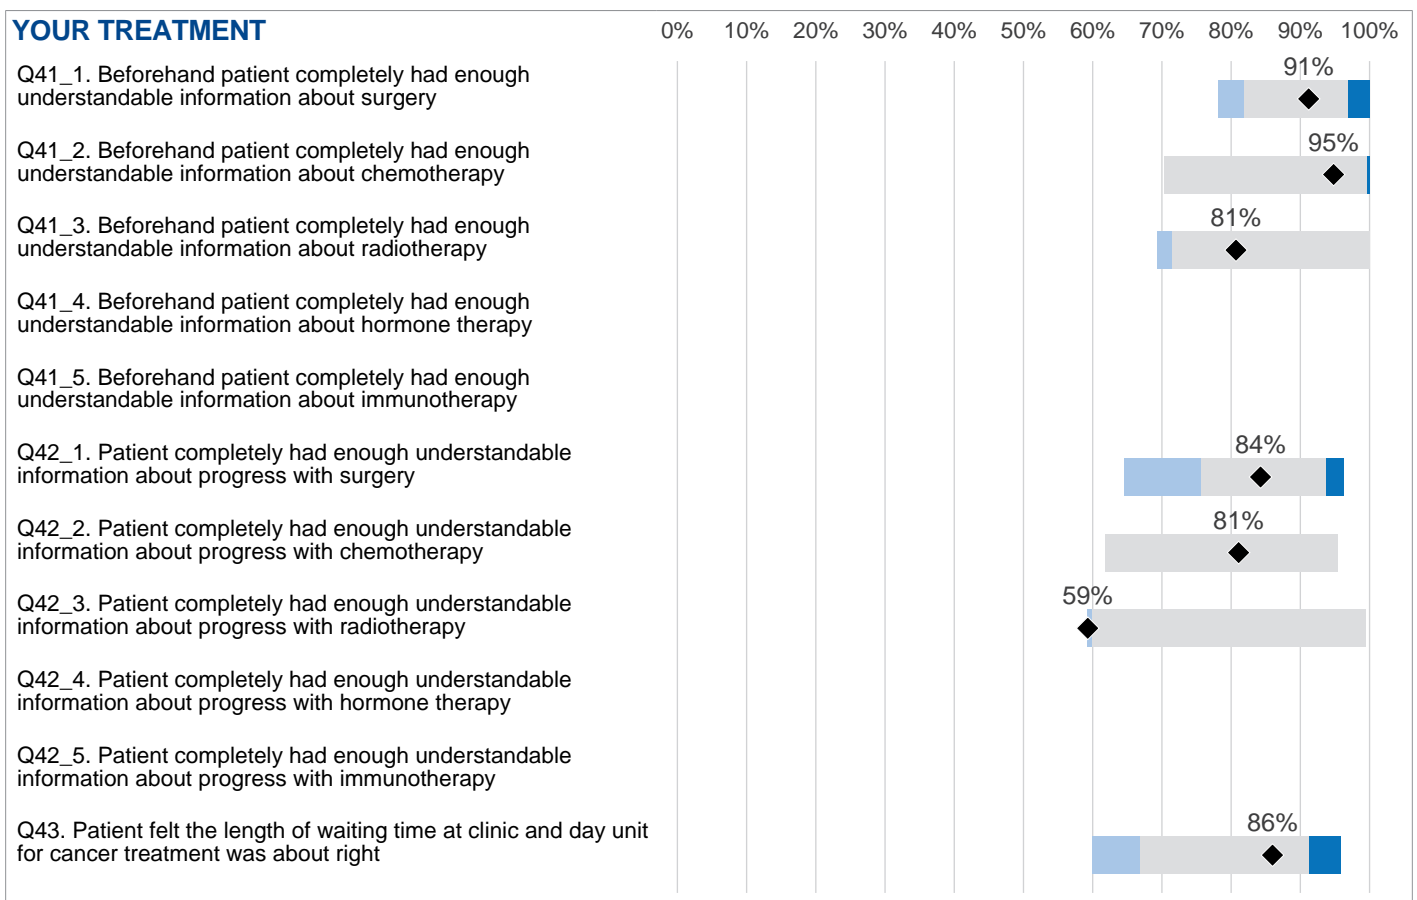 YOUR TREATMENT
0% 10% 20% 30% 40% 50% 60% 70% 80% 90% 100%
Q41_1. Beforehand patient completely had enough
understandable information about surgery
91%
Q41_2. Beforehand patient completely had enough
understandable information about chemotherapy
95%
Q41_3. Beforehand patient completely had enough
understandable information about radiotherapy
81%
Q41_4. Beforehand patient completely had enough
understandable information about hormone therapy
Q41_5. Beforehand patient completely had enough
understandable information about immunotherapy
Q42_1. Patient completely had enough understandable
information about progress with surgery
84%
Q42_2. Patient completely had enough understandable
information about progress with chemotherapy
81%
Q42_3. Patient completely had enough understandable
information about progress with radiotherapy
59%
Q42_4. Patient completely had enough understandable
information about progress with hormone therapy
Q42_5. Patient completely had enough understandable
information about progress with immunotherapy
Q43. Patient felt the length of waiting time at clinic and day unit
for cancer treatment was about right
86%